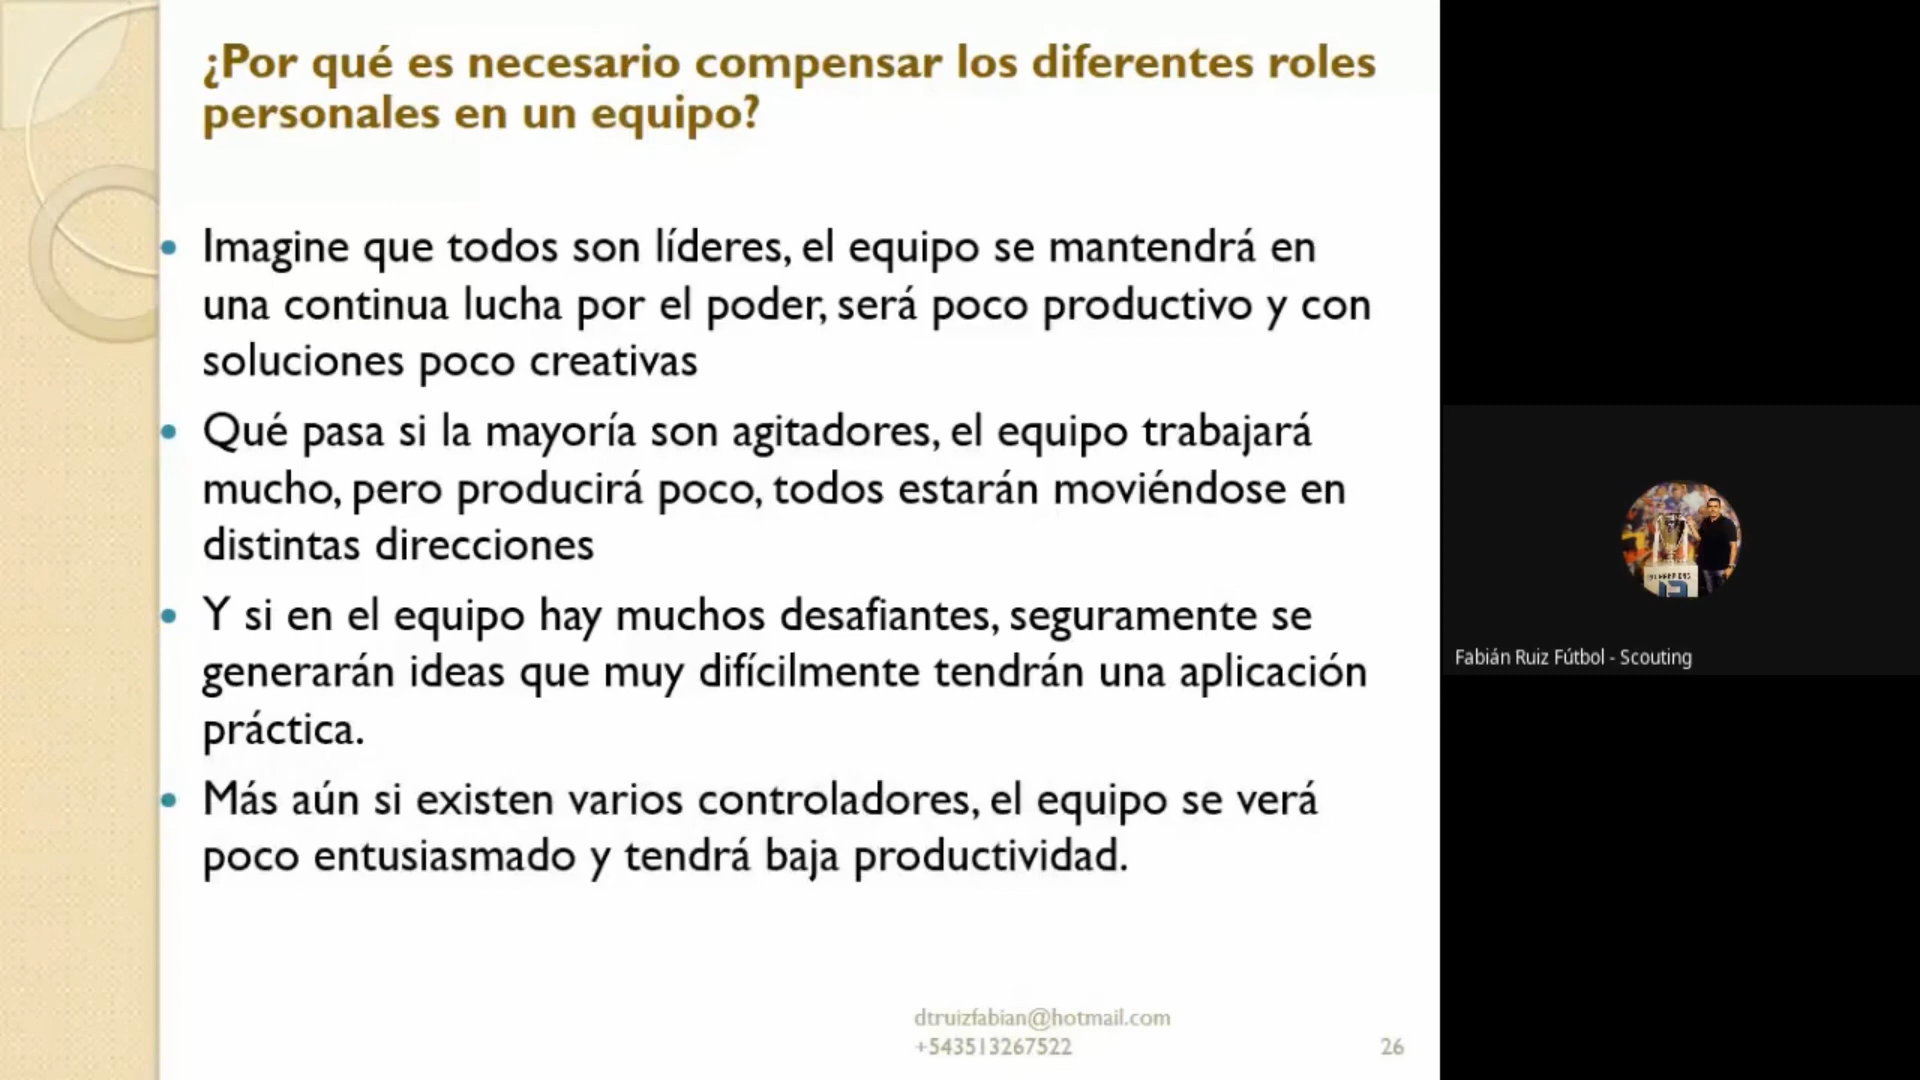 ¿Por qué es necesario compensar los diferentes roles
personales en un equipo?
• Imagine que todos son líderes, el equipo se mantendrá en
una continua lucha por el poder, será poco productivo y con
soluciones poco creativas
• Qué pasa si la mayoría son agitadores, el equipo trabajará
mucho, pero producirá poco, todos estarán moviéndose en
distintas direcciones
• Y si en el equipo hay muchos desafiantes, seguramente se
generarán ideas que muy difícilmente tendrán una aplicación
práctica.
• Más aún si existen varios controladores, el equipo se verá
poco entusiasmado y tendrá baja productividad.
dtruizfabian@hotmail.com
+543513267522
26
Fabián Ruiz Fútbol - Scouting